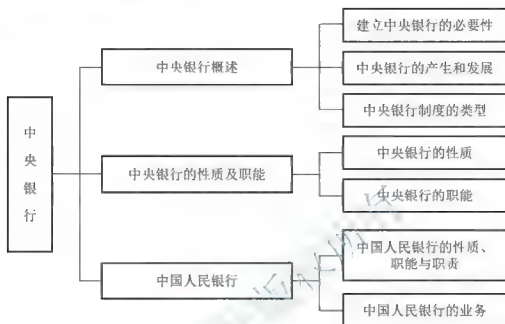 中央银行
中央银行概述
建立中央银行的必要性
中央银行的产生和发展
中央银行制度的类型
中央银行的性质及职能
中央银行的性质
中央银行的职能
中国人民银行
中国人民银行的性质、
职能与职责
中国人民银行的业务